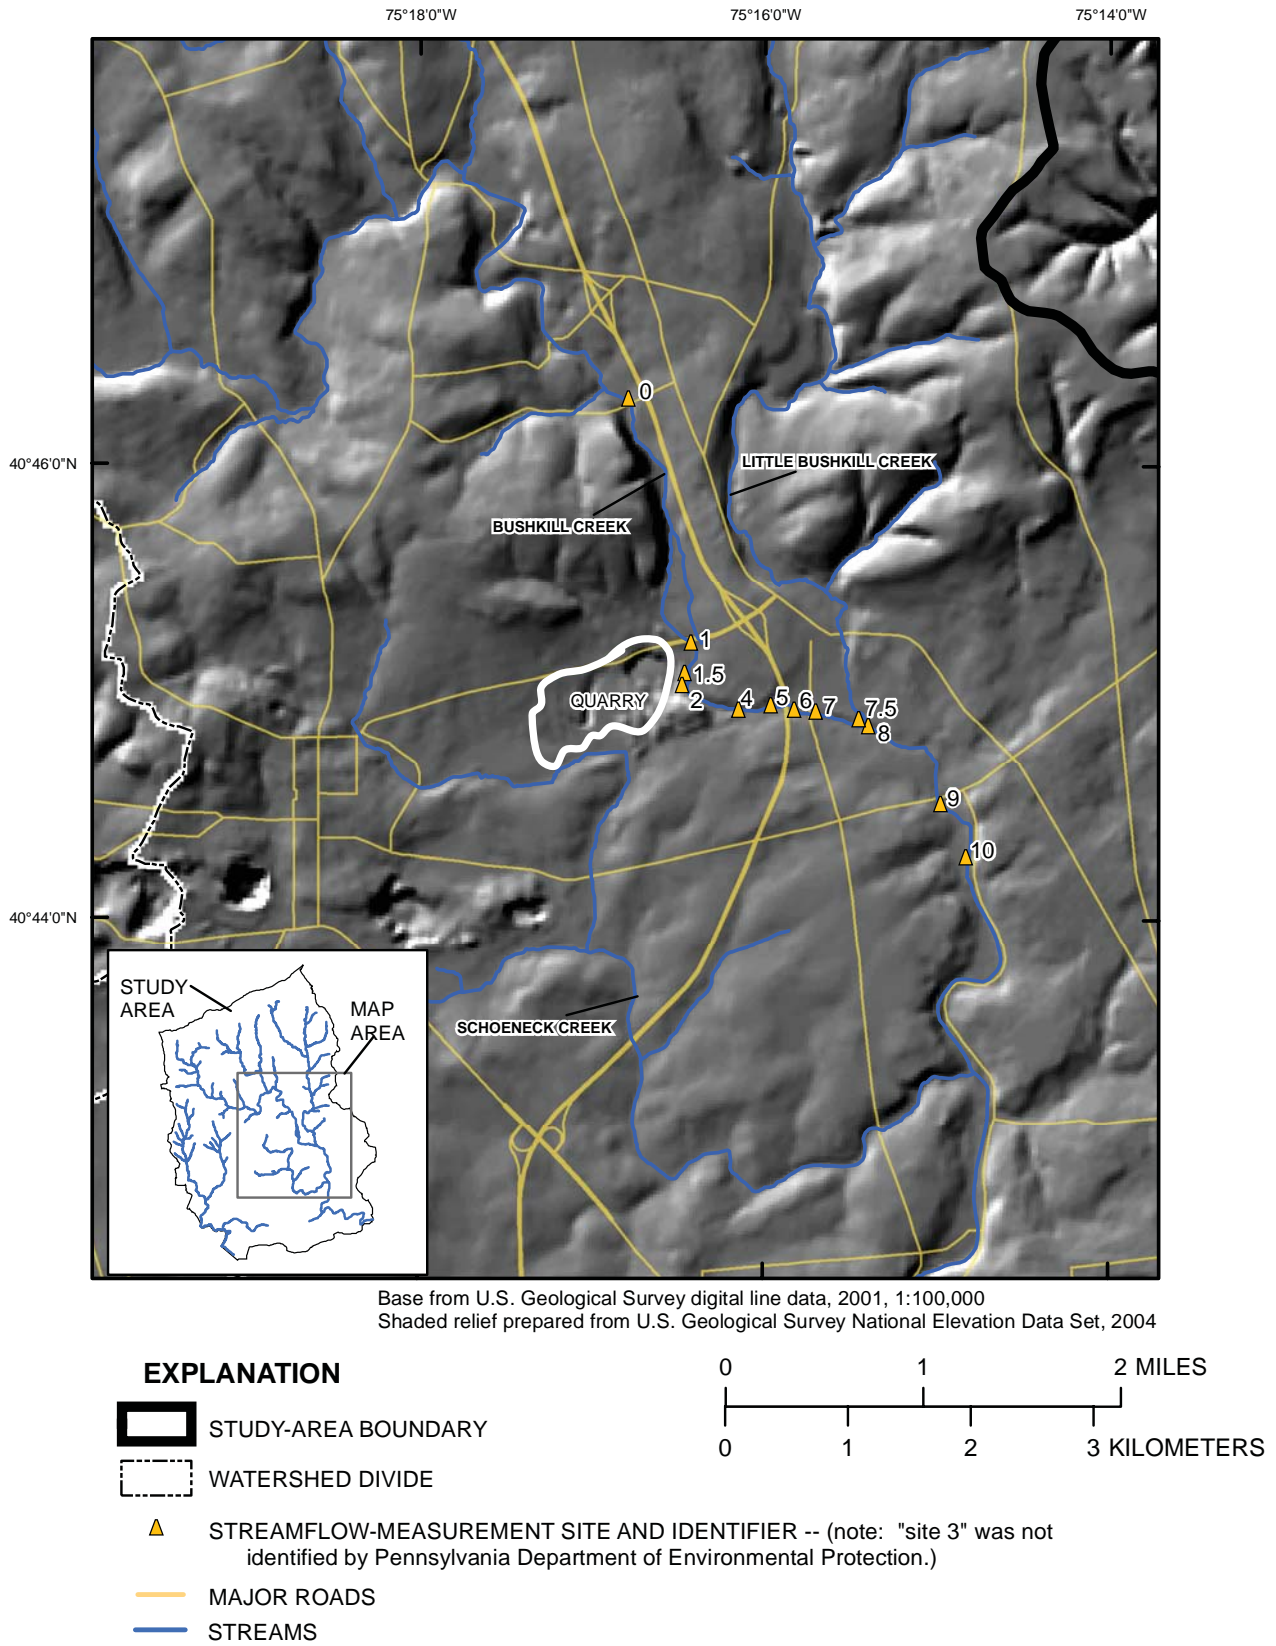 75°18'0"W
75°16'0"W
75°14'0"W
0
40°46'0"N
LITTLE BUSHKILL CREEK
BUSHKILL CREEK
1
1.5
QUARRY
2
4
5
6
7
7.5
8
9
10
40°44'0"N
STUDY
AREA
MAP
AREA
SCHOENECK CREEK
Base from U.S. Geological Survey digital line data, 2001, 1:100,000
Shaded relief prepared from U.S. Geological Survey National Elevation Data Set, 2004
EXPLANATION
0 1 2 MILES
0 1 2 3 KILOMETERS
STUDY-AREA BOUNDARY
WATERSHED DIVIDE
STREAMFLOW-MEASUREMENT SITE AND IDENTIFIER -- (note: "site 3" was not
identified by Pennsylvania Department of Environmental Protection.)
MAJOR ROADS
STREAMS